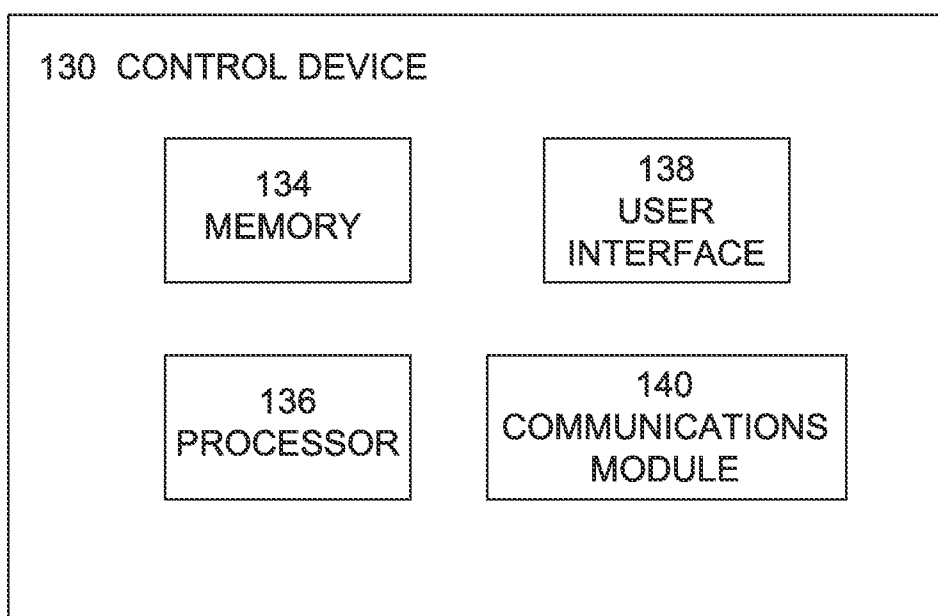 130 CONTROL DEVICE
134
MEMORY
138
USER
INTERFACE
136
PROCESSOR
140
COMMUNICATIONS
MODULE